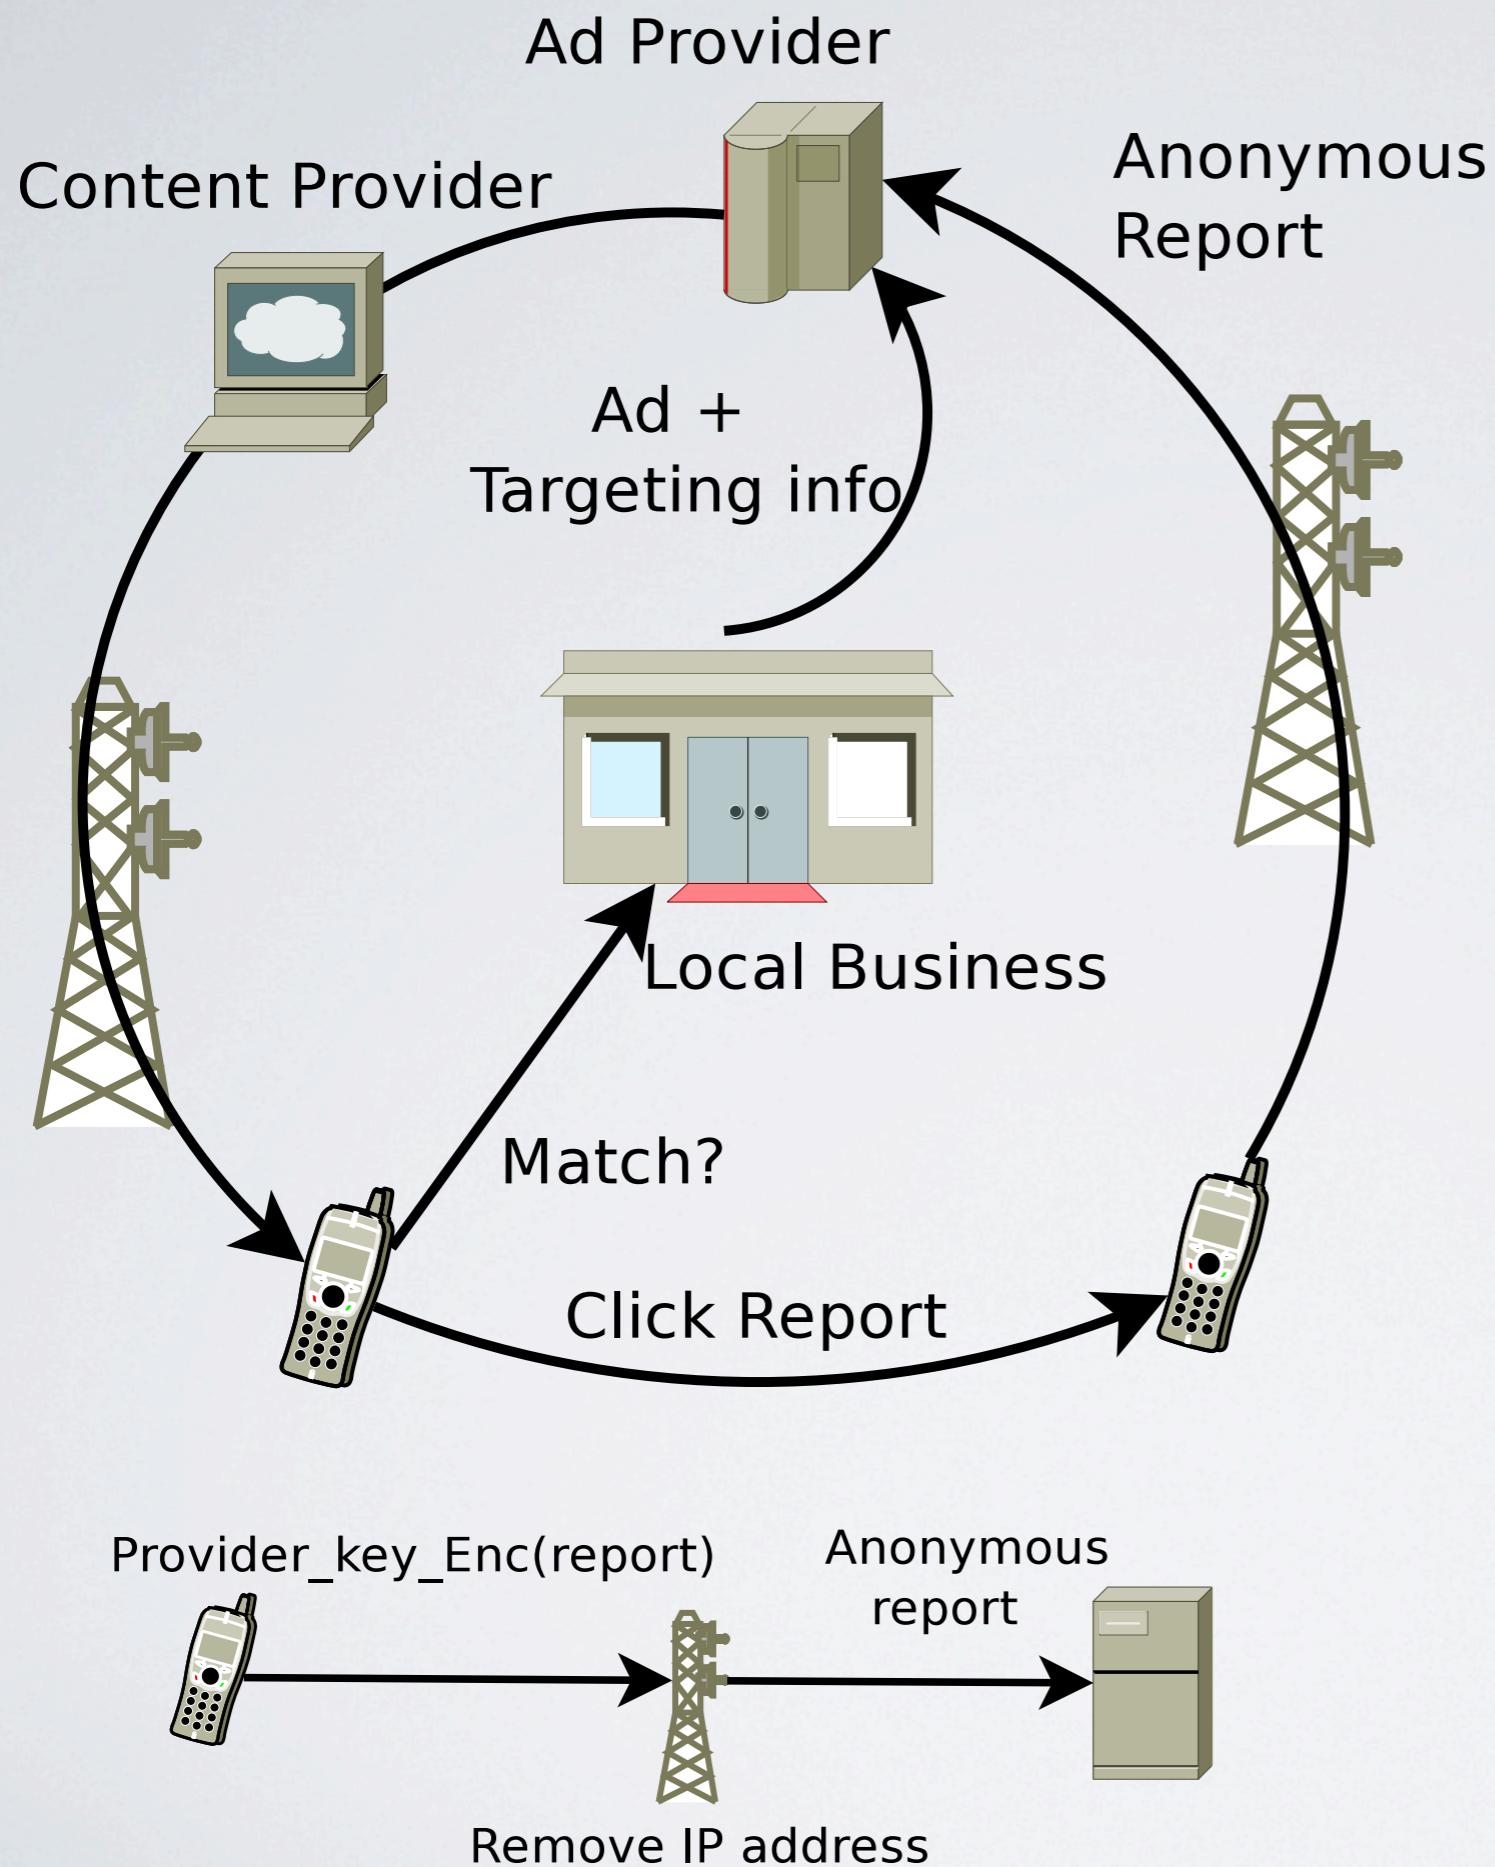 Ad Provider
Content Provider
Anonymous
Report
Ad +
Targeting info
Local Business
Match?
Click Report
Provider_key_Enc(report)
Anonymous
report
Remove IP address